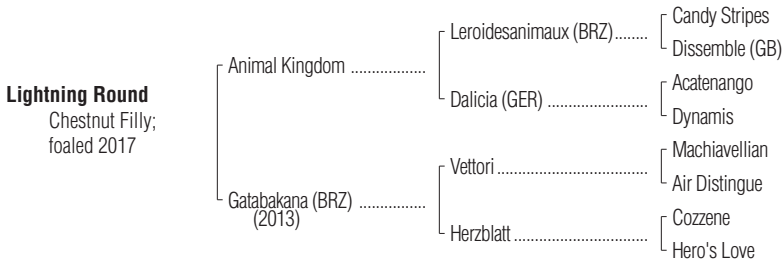 Lightning Round
Chestnut Filly;
foaled 2017
Animal Kingdom ..................
Gatabakana (BRZ) ................
(2013)
Leroidesanimaux (BRZ)........
Dalicia (GER) ........................
Vettori ....................................
Herzblatt ................................
Candy Stripes
Dissemble (GB)
Acatenango
Dynamis
Machiavellian
Air Distingue
Cozzene
Hero's Love